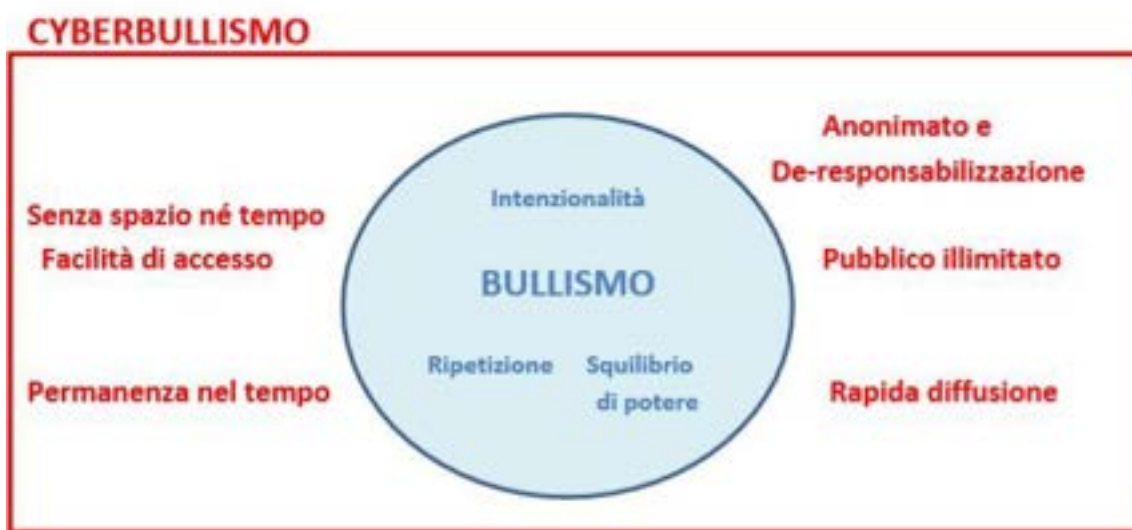 CYBERBULLISMO
Senza spazio né tempo
Facilità di accesso
Permanenza nel tempo
Intenzionalità
BULLISMO
Ripetizione
Squilibrio
di potere
Anonimato e
De-responsabilizzazione
Pubblico illimitato
Rapida diffusione